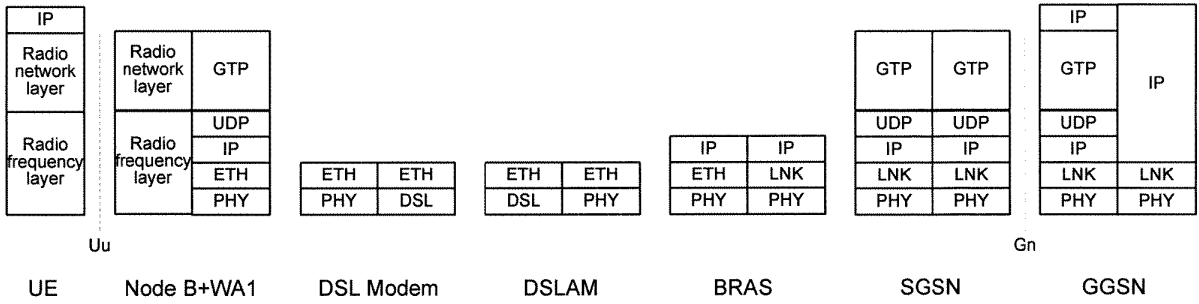 IP
Radio
network
layer
Radio
frequency
layer
Uu
Radio
network
layer
GTP
Radio
frequency
layer
UDP
IP
ETH
PHY
ETH
ETH
PHY
DSL
ETH
ETH
DSL
PHY
IP
IP
ETH
LNK
PHY
PHY
GTP
GTP
UDP
UDP
IP
IP
LNK
LNK
PHY
PHY
Gn
IP
GTP
IP
UDP
IP
LNK
LNK
PHY
PHY
UE
Node B+WA1
DSL Modem
DSLAM
BRAS
SGSN
GGSN